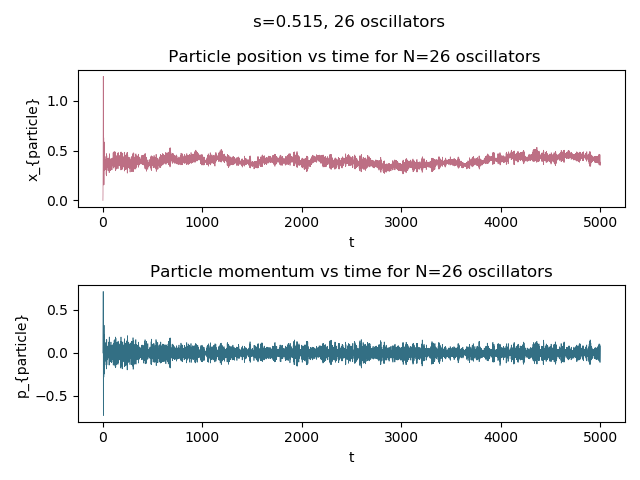 s=0.515, 26 oscillators
Particle position vs time for N=26 oscillators
1.0
0.5
0.0
x_{particle}
0
1000
2000
3000
4000
5000
t
Particle momentum vs time for N=26 oscillators
0.5
0.0
−0.5
p_{particle}
0
1000
2000
3000
4000
5000
t